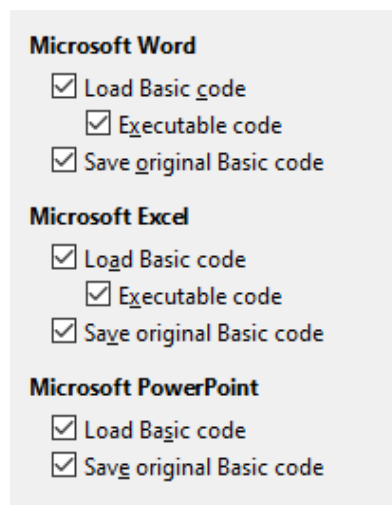 Microsoft Word
Load Basic code
Executable code
Save original Basic code
Microsoft Excel
Load Basic code
Executable code
Save original Basic code
Microsoft PowerPoint
Load Basic code
Save original Basic code